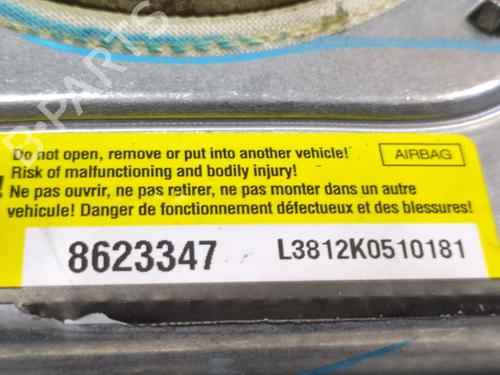 B-PARTS
Do not open, remove or put into another vehicle!
AIRBAG
Risk of malfunctioning and bodily injury!
Ne pas ouvrir, ne pas retirer, ne pas monter dans un autre
vehicule! Danger de fonctionnement défectueux et des blessures!
8623347
L3812K0510181